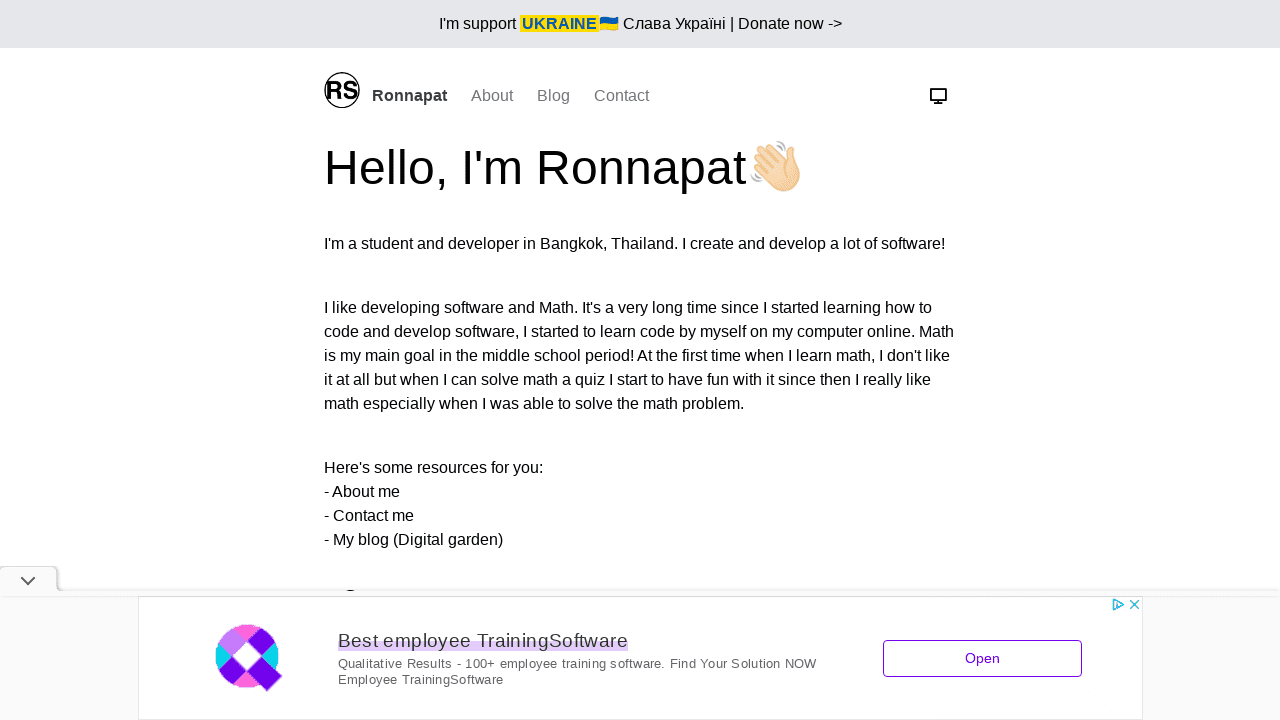 I'm support UKRAINE🇺🇦 Слава Україні | Donate now ->
RS Ronnapat About Blog Contact
Hello, I'm Ronnapat👋🏻
I'm a student and developer in Bangkok, Thailand. I create and develop a lot of software!
I like developing software and Math. It's a very long time since I started learning how to
code and develop software, I started to learn code by myself on my computer online. Math
is my main goal in the middle school period! At the first time when I learn math, I don't like
it at all but when I can solve math a quiz I start to have fun with it since then I really like
math especially when I was able to solve the math problem.
Here's some resources for you:
- About me
- Contact me
- My blog (Digital garden)
Best employee TrainingSoftware
Qualitative Results - 100+ employee training software. Find Your Solution NOW
Employee TrainingSoftware
Open